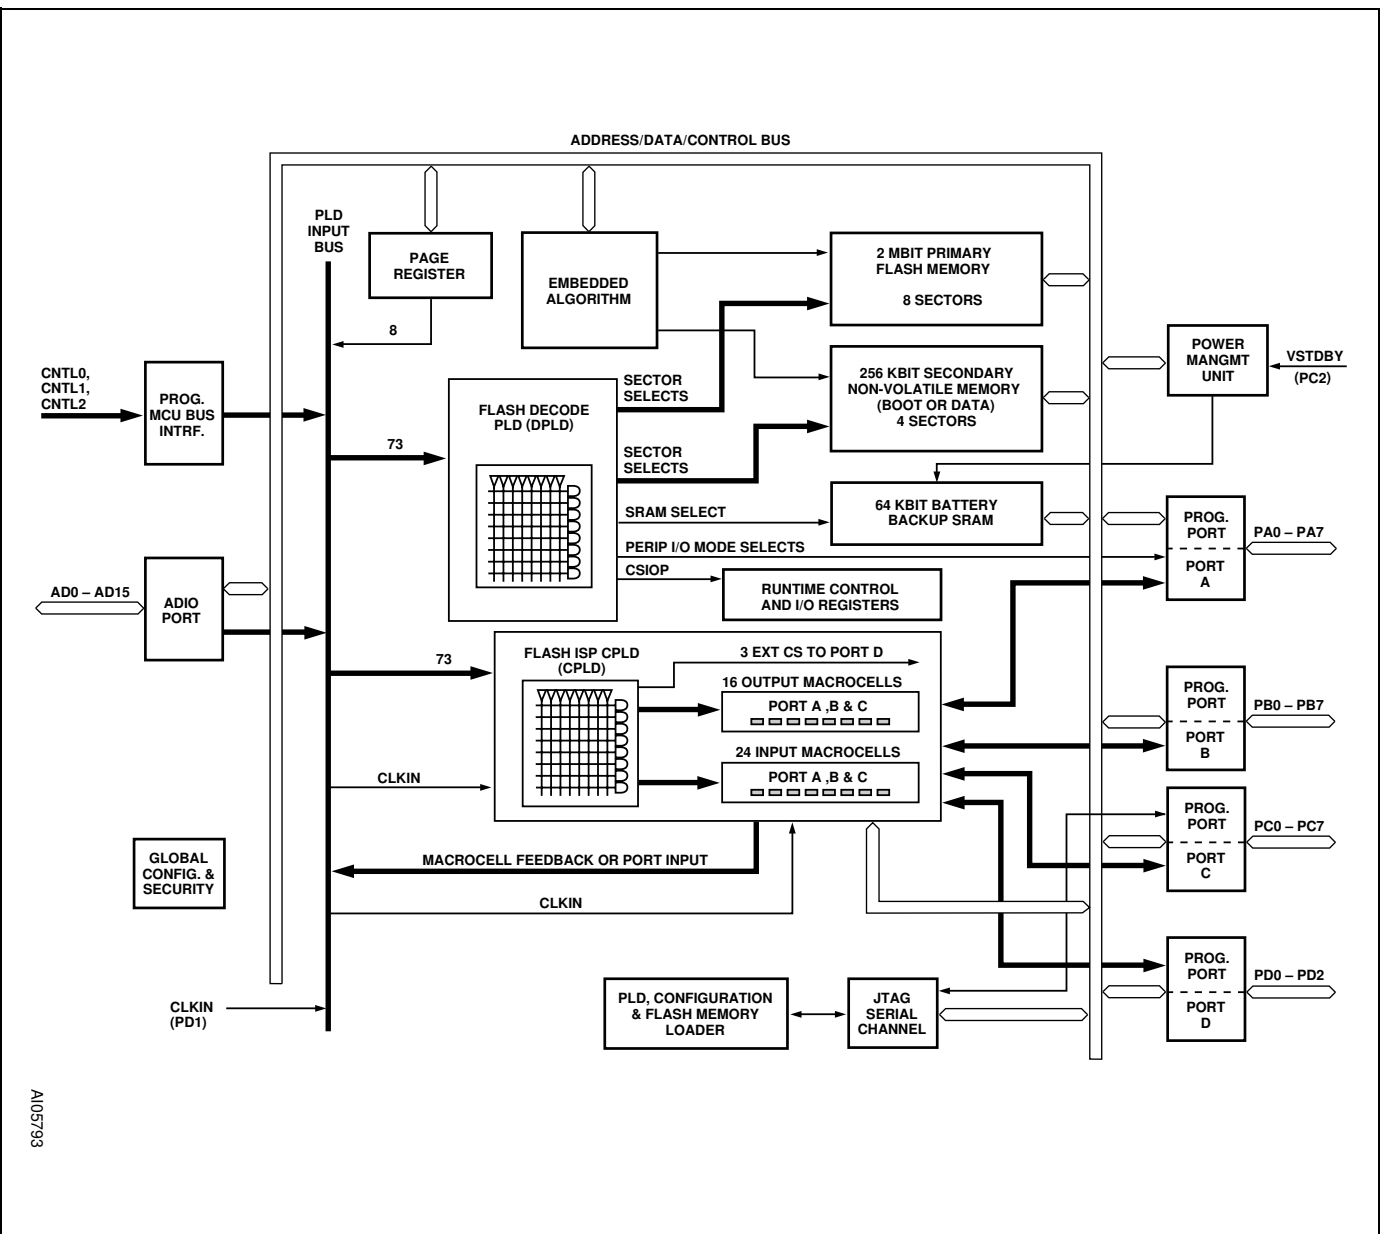 ADDRESS/DATA/CONTROL BUS
PLD
INPUT
BUS
PAGE
REGISTER
8
EMBEDDED
ALGORITHM
2 MBIT PRIMARY
FLASH MEMORY
8 SECTORS
POWER
MANGMT
UNIT
VSTDBY
(PC2)
CNTL0,
CNTL1,
CNTL2
PROG.
MCU BUS
INTRF.
256 KBIT SECONDARY
NON-VOLATILE MEMORY
(BOOT OR DATA)
4 SECTORS
SECTOR
SELECTS
FLASH DECODE
PLD (DPLD)
73
SECTOR
SELECTS
64 KBIT BATTERY
BACKUP SRAM
SRAM SELECT
PERIP I/O MODE SELECTS
CSIOP
RUNTIME CONTROL
AND I/O REGISTERS
PROG.
PORT
PORT
A
PA0 – PA7
AD0 – AD15
ADIO
PORT
73
FLASH ISP CPLD
(CPLD)
3 EXT CS TO PORT D
16 OUTPUT MACROCELLS
PORT A ,B & C
24 INPUT MACROCELLS
PORT A ,B & C
CLKIN
PROG.
PORT
PORT
B
PB0 – PB7
PROG.
PORT
PORT
C
PC0 – PC7
GLOBAL
CONFIG. &
SECURITY
MACROCELL FEEDBACK OR PORT INPUT
CLKIN
CLKIN
(PD1)
PLD, CONFIGURATION
& FLASH MEMORY
LOADER
JTAG
SERIAL
CHANNEL
PROG.
PORT
PORT
D
PD0 – PD2
AI05793